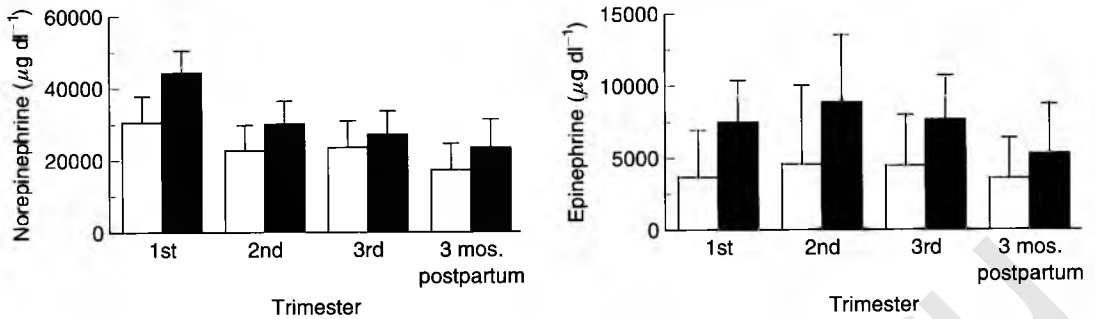 Norepinephrine (μg dl⁻¹)
60000
40000
20000
0
1st
2nd
3rd
3 mos.
postpartum
Trimester
Epinephrine (μg dl⁻¹)
15000
10000
5000
0
1st
2nd
3rd
3 mos.
postpartum
Trimester